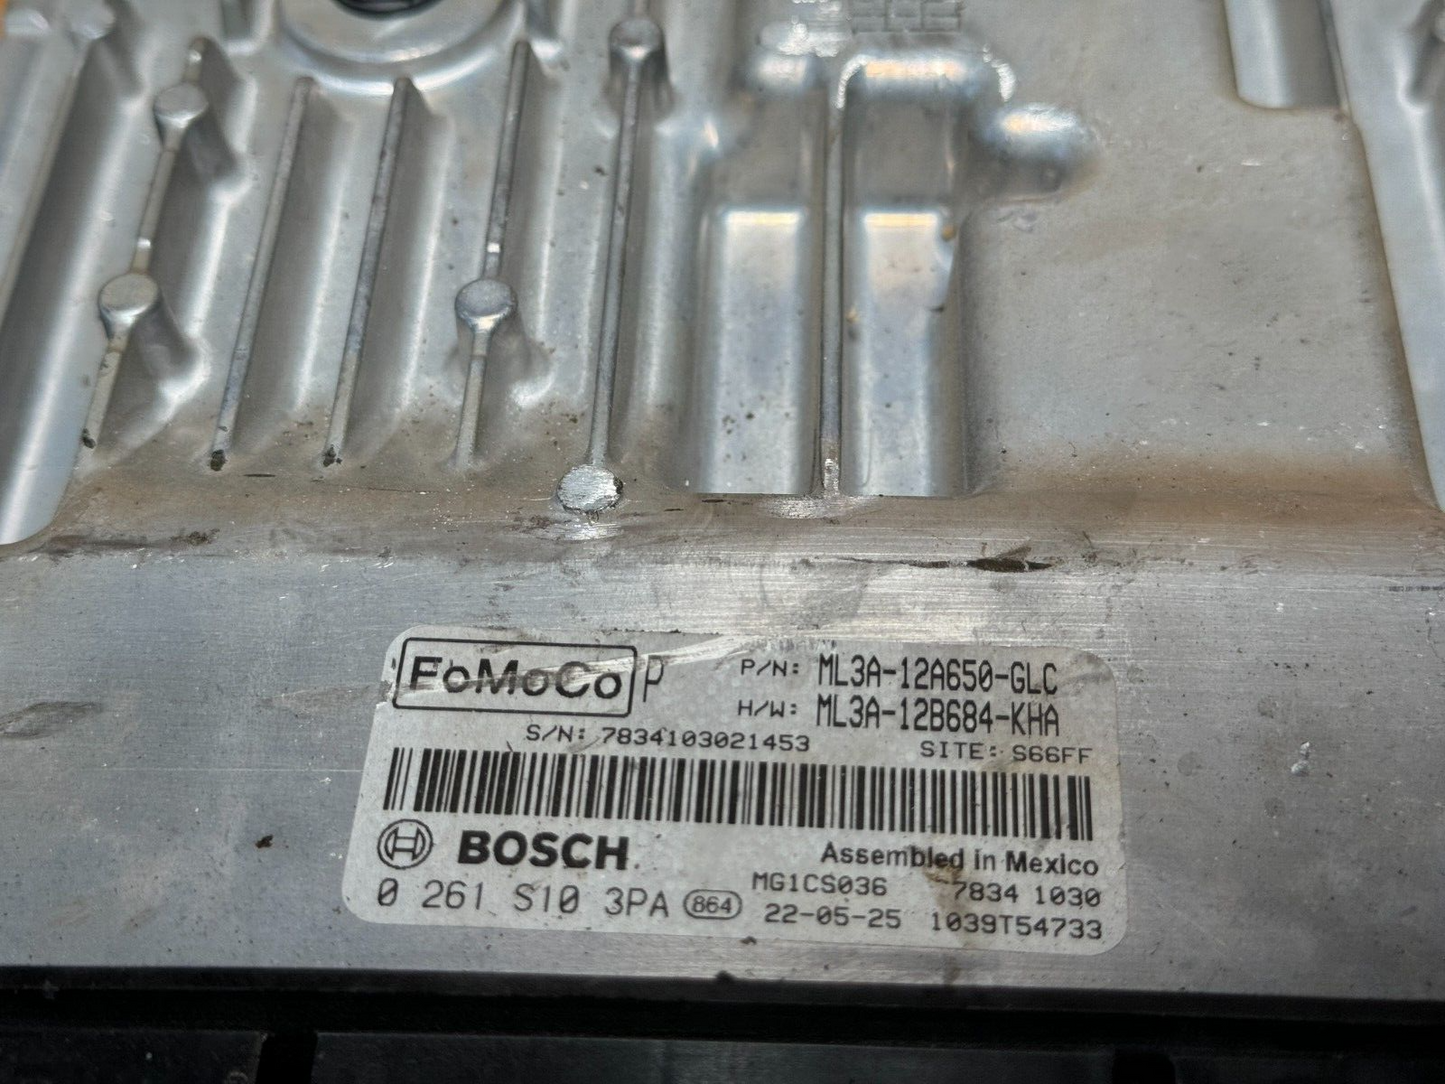 FoMoCo P P/N: ML3A-12A650-GLC
H/W: ML3A-12B684-KHA
S/N: 7834103021453 SITE: S66FF
BOSCH Assembled in Mexico
MG1CS036 7834 1030
0 261 S10 3PA 864 22-05-25 1039T54733